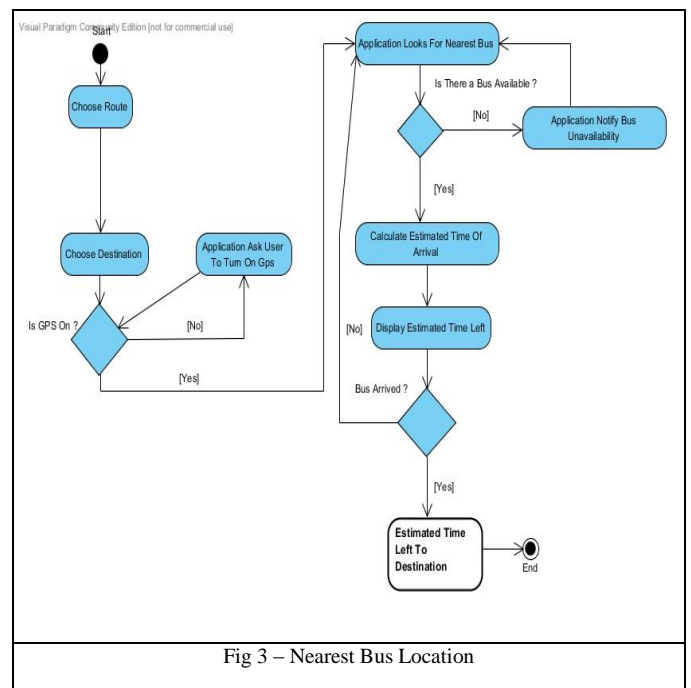 Visual Paradigm Community Edition [not for commercial use]
Start
Choose Route
Choose Destination
Application Ask User
To Turn On Gps
Is GPS On ?
[No]
[Yes]
Application Looks For Nearest Bus
Is There a Bus Available ?
[No]
Application Notify Bus
Unavailability
[Yes]
Calculate Estimated Time Of
Arrival
Display Estimated Time Left
[No]
Bus Arrived ?
[Yes]
Estimated Time
Left To
Destination
End
Fig 3 – Nearest Bus Location